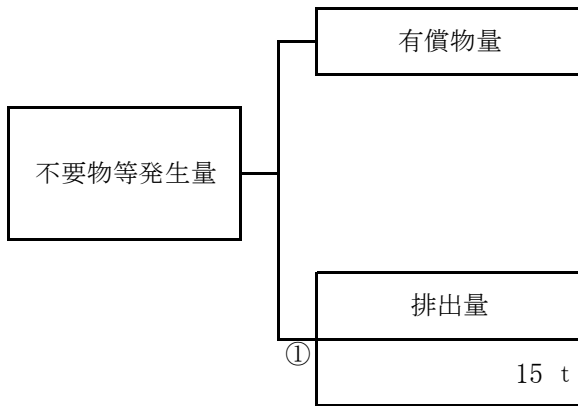 有償物量
不要物等発生量
排出量
①
15 t